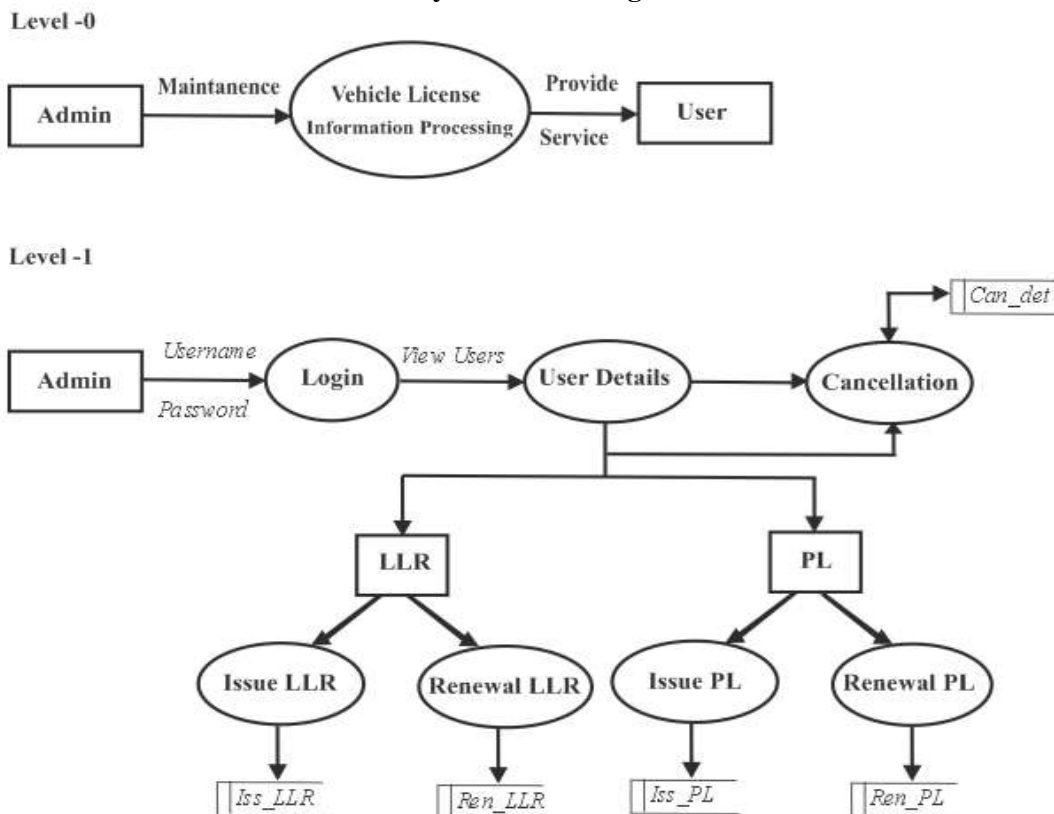 Level -0
Maintanence
Provide
Admin
Vehicle License
Information Processing
User
Service
Level -1
Can_det
Username
View Users
Admin
Login
User Details
Cancellation
Password
LLR
PL
Issue LLR
Renewal LLR
Issue PL
Renewal PL
Iss_LLR
Ren_LLR
Iss_PL
Ren_PL